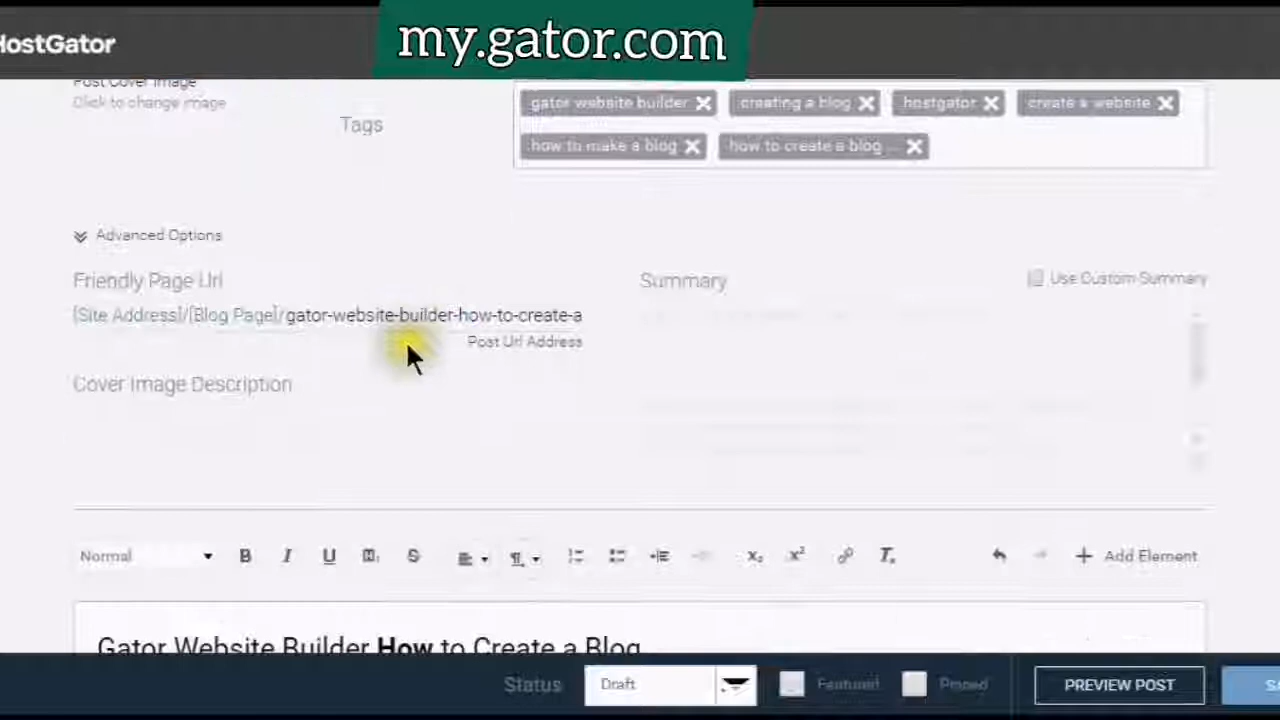 my.gator.com
HostGator
Post Cover Image
Click to change image
Tags
gator website builder
creating a blog
hostgator
create a website
how to make a blog
how to create a blog ...
Advanced Options
Friendly Page Url
Summary
Use Custom Summary
[Site Address]/[Blog Page]/gator-website-builder-how-to-create-a
Post Url Address
Cover Image Description
Normal
B I U S
Add Element
Gator Website Builder How to Create a Blog
Status
Draft
Featured
Pinned
PREVIEW POST
SA